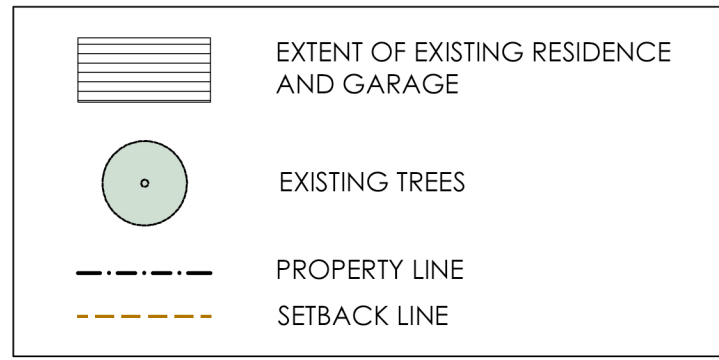 EXTENT OF EXISTING RESIDENCE
AND GARAGE
EXISTING TREES
PROPERTY LINE
SETBACK LINE